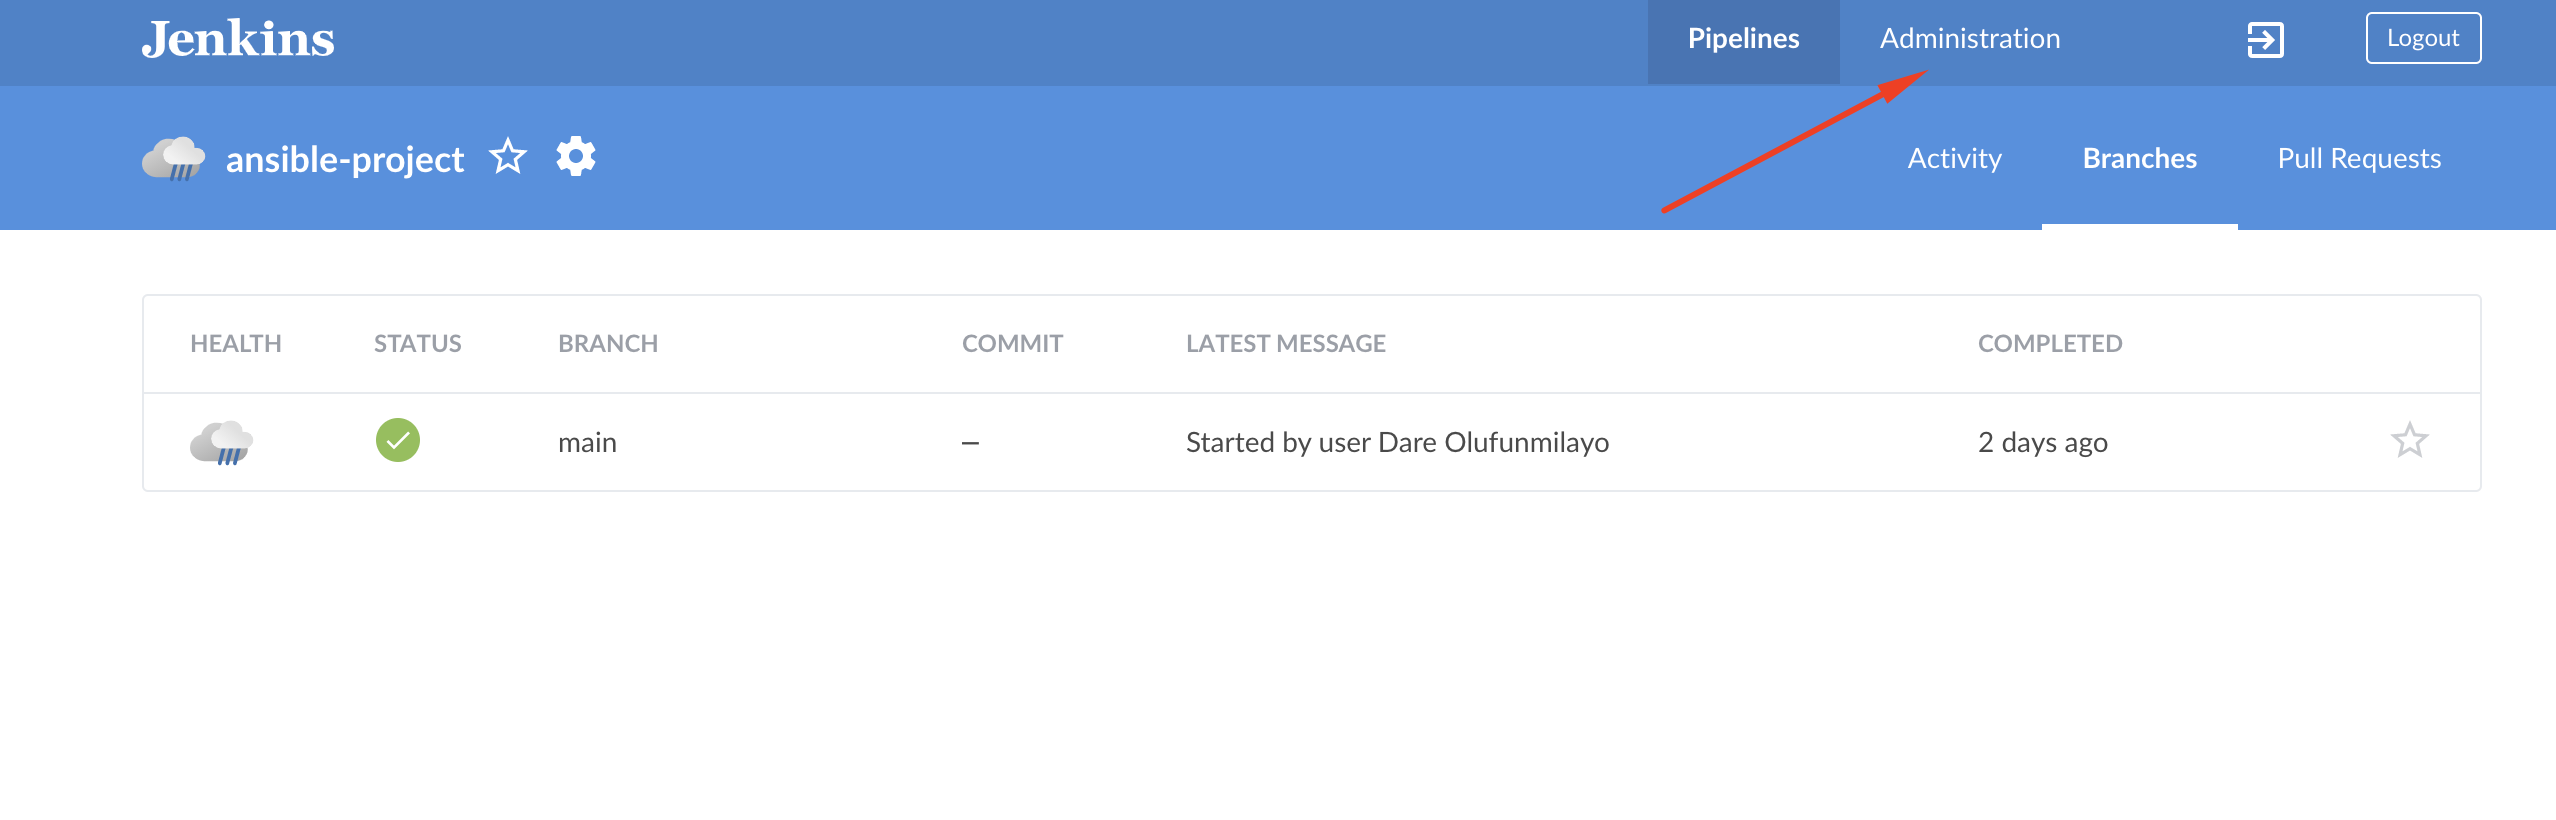 Jenkins Pipelines Administration Logout
ansible-project Activity Branches Pull Requests
HEALTH STATUS BRANCH COMMIT LATEST MESSAGE COMPLETED
main – Started by user Dare Olufunmilayo 2 days ago